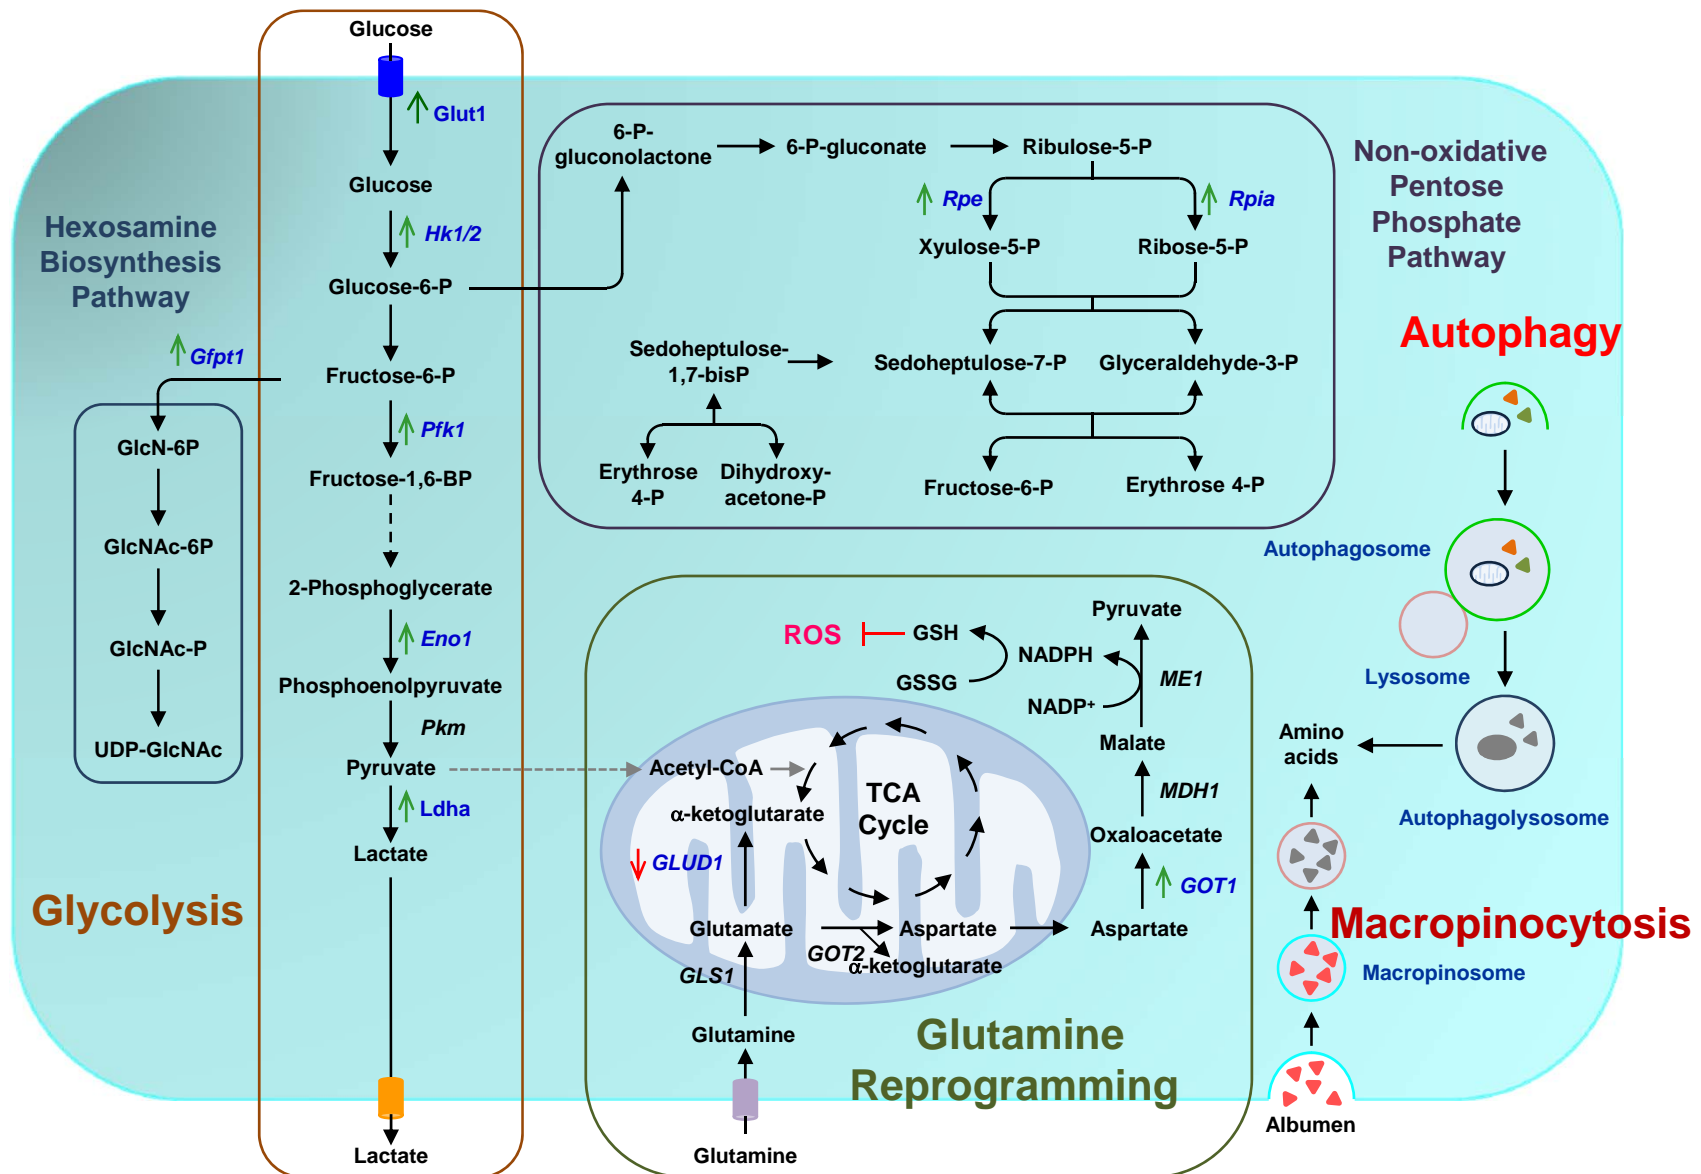 Glucose
Glut1
Glucose
Hk1/2
Glucose-6-P
Fructose-6-P
Pfk1
Fructose-1,6-BP
2-Phosphoglycerate
Eno1
Phosphoenolpyruvate
Pkm
Pyruvate
Ldha
Lactate
Lactate
Glycolysis
Hexosamine
Biosynthesis
Pathway
Gfpt1
GlcN-6P
GlcNAc-6P
GlcNAc-P
UDP-GlcNAc
6-P-
gluconolactone
6-P-gluconate
Ribulose-5-P
Rpe
Rpia
Xyulose-5-P
Ribose-5-P
Sedoheptulose-
1,7-bisP
Sedoheptulose-7-P
Glyceraldehyde-3-P
Erythrose
4-P
Dihydroxy-
acetone-P
Fructose-6-P
Erythrose 4-P
Non-oxidative
Pentose
Phosphate
Pathway
ROS
GSH
GSSG
NADPH
NADP+
Pyruvate
ME1
Malate
MDH1
Oxaloacetate
GOT1
Aspartate
Acetyl-CoA
α-ketoglutarate
TCA
Cycle
GLUD1
Glutamate
GOT2
Aspartate
α-ketoglutarate
GLS1
Glutamine
Glutamine
Glutamine
Reprogramming
Autophagy
Autophagosome
Lysosome
Autophagolysosome
Amino
acids
Macropinocytosis
Macropinosome
Albumen